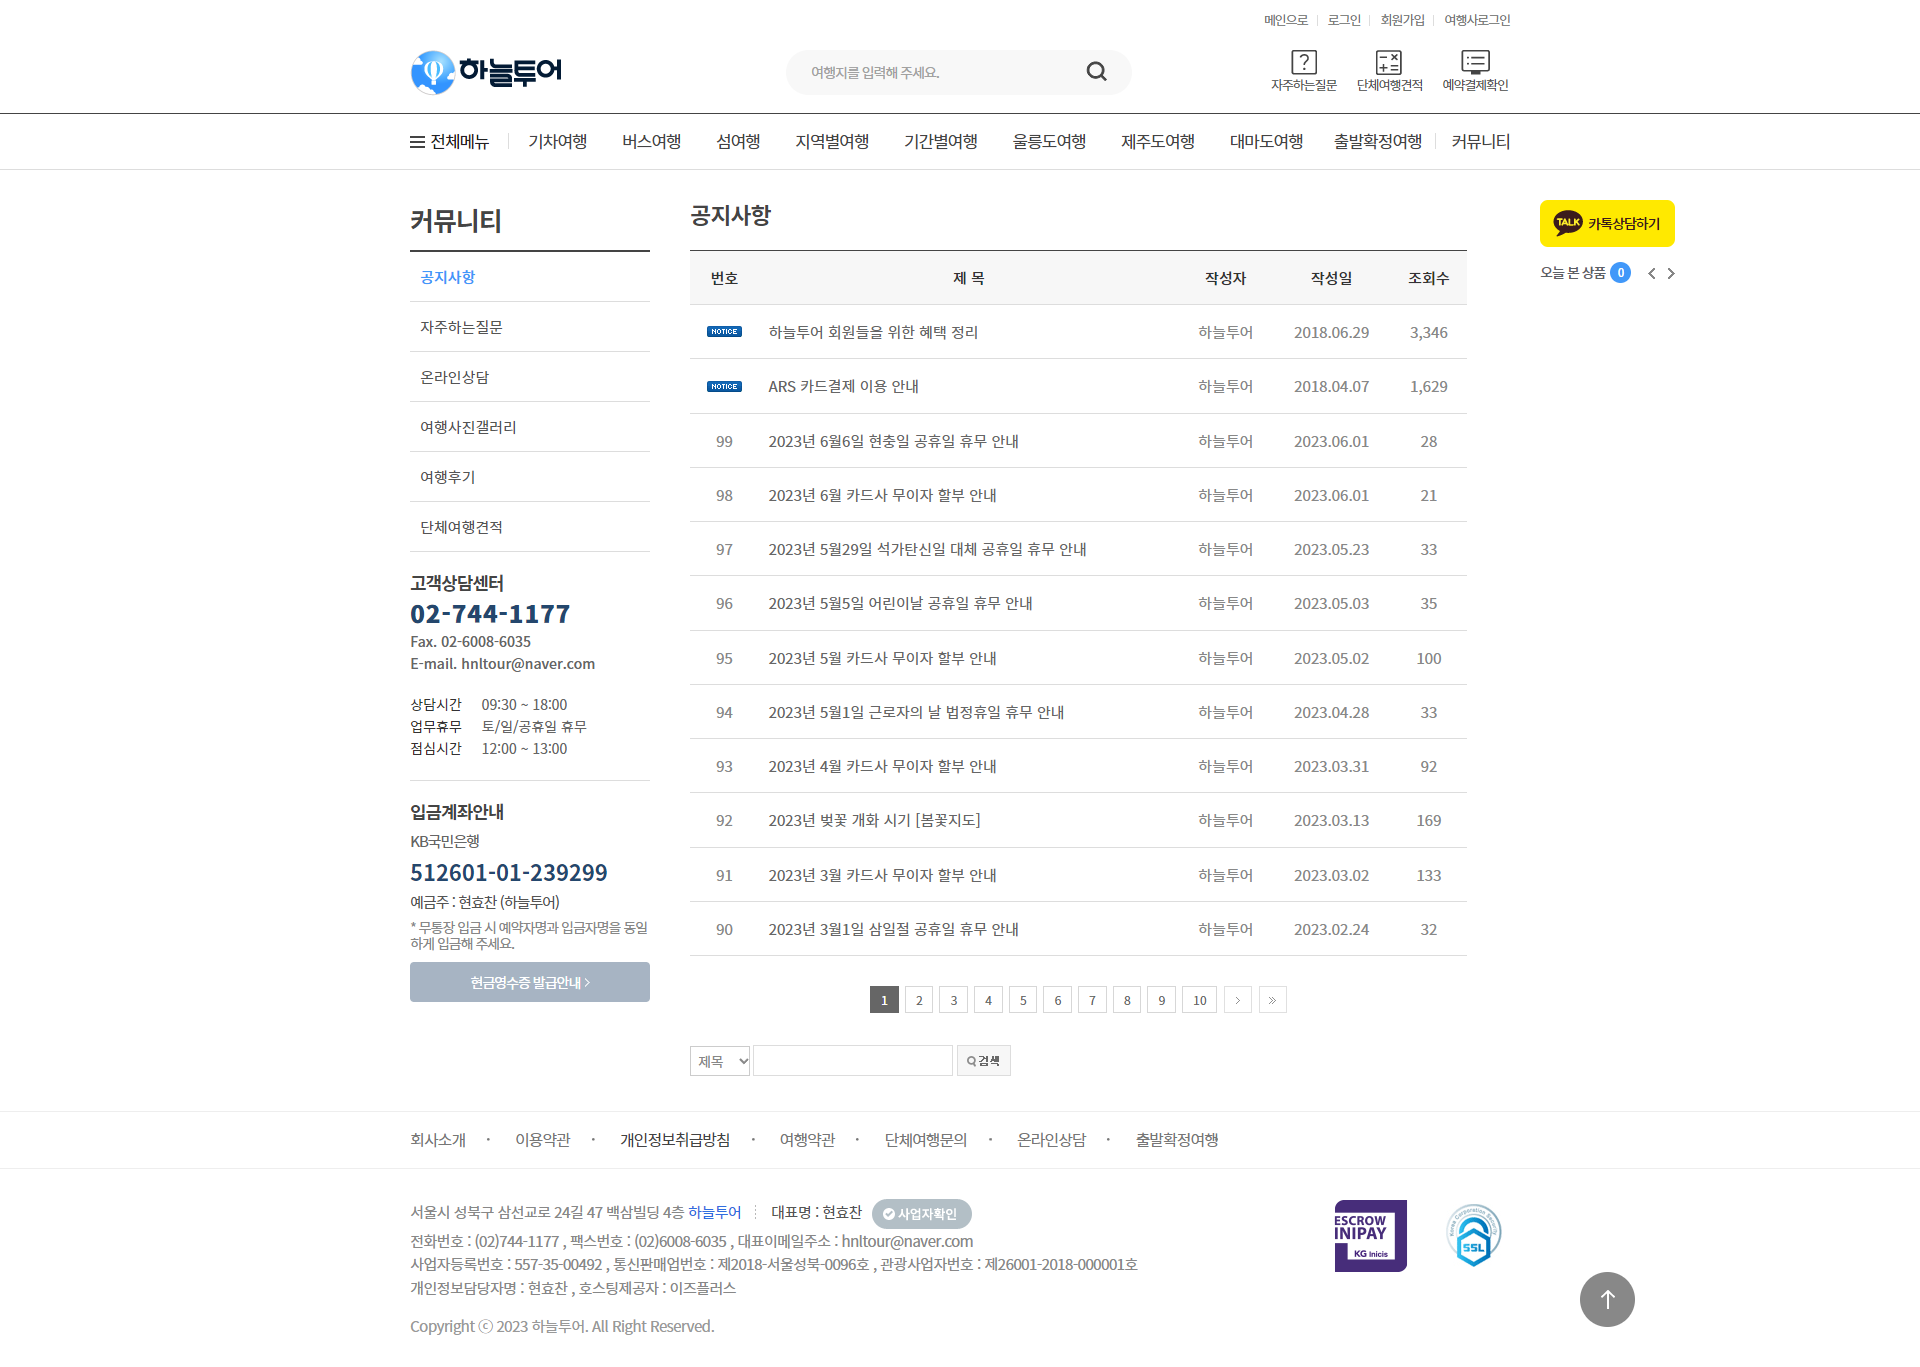 메인으로 로그인 회원가입 여행사로그인
하늘투어
여행지를 입력해 주세요.
자주하는질문 단체여행견적 예약결제확인
전체메뉴 기차여행 버스여행 섬여행 지역별여행 기간별여행 울릉도여행 제주도여행 대마도여행 출발확정여행 커뮤니티
커뮤니티
공지사항
자주하는질문
온라인상담
여행사진갤러리
여행후기
단체여행견적
고객상담센터
02-744-1177
Fax. 02-6008-6035
E-mail. hnltour@naver.com
상담시간 09:30 ~ 18:00
업무휴무 토/일/공휴일 휴무
점심시간 12:00 ~ 13:00
입금계좌안내
KB국민은행
512601-01-239299
예금주 : 현효찬 (하늘투어)
* 무통장 입금 시 예약자명과 입금자명을 동일
하게 입금해 주세요.
현금영수증 발급안내 >
공지사항
번호 제 목 작성자 작성일 조회수
NOTICE 하늘투어 회원들을 위한 혜택 정리 하늘투어 2018.06.29 3,346
NOTICE ARS 카드결제 이용 안내 하늘투어 2018.04.07 1,629
99 2023년 6월6일 현충일 공휴일 휴무 안내 하늘투어 2023.06.01 28
98 2023년 6월 카드사 무이자 할부 안내 하늘투어 2023.06.01 21
97 2023년 5월29일 석가탄신일 대체 공휴일 휴무 안내 하늘투어 2023.05.23 33
96 2023년 5월5일 어린이날 공휴일 휴무 안내 하늘투어 2023.05.03 35
95 2023년 5월 카드사 무이자 할부 안내 하늘투어 2023.05.02 100
94 2023년 5월1일 근로자의 날 법정휴일 휴무 안내 하늘투어 2023.04.28 33
93 2023년 4월 카드사 무이자 할부 안내 하늘투어 2023.03.31 92
92 2023년 벚꽃 개화 시기 [봄꽃지도] 하늘투어 2023.03.13 169
91 2023년 3월 카드사 무이자 할부 안내 하늘투어 2023.03.02 133
90 2023년 3월1일 삼일절 공휴일 휴무 안내 하늘투어 2023.02.24 32
1 2 3 4 5 6 7 8 9 10 > »
제목 검색
TALK 카톡상담하기
오늘 본 상품 0 < >
회사소개 · 이용약관 · 개인정보취급방침 · 여행약관 · 단체여행문의 · 온라인상담 · 출발확정여행
서울시 성북구 삼선교로 24길 47 백삼빌딩 4층 하늘투어 대표명 : 현효찬 사업자확인
전화번호 : (02)744-1177 , 팩스번호 : (02)6008-6035 , 대표이메일주소 : hnltour@naver.com
사업자등록번호 : 557-35-00492 , 통신판매업번호 : 제2018-서울성북-0096호 , 관광사업자번호 : 제26001-2018-000001호
개인정보담당자명 : 현효찬 , 호스팅제공자 : 이즈플러스
Copyright ⓒ 2023 하늘투어. All Right Reserved.
ESCROW
INIPAY
KG Inicis
Korea Corporation Security
SSL